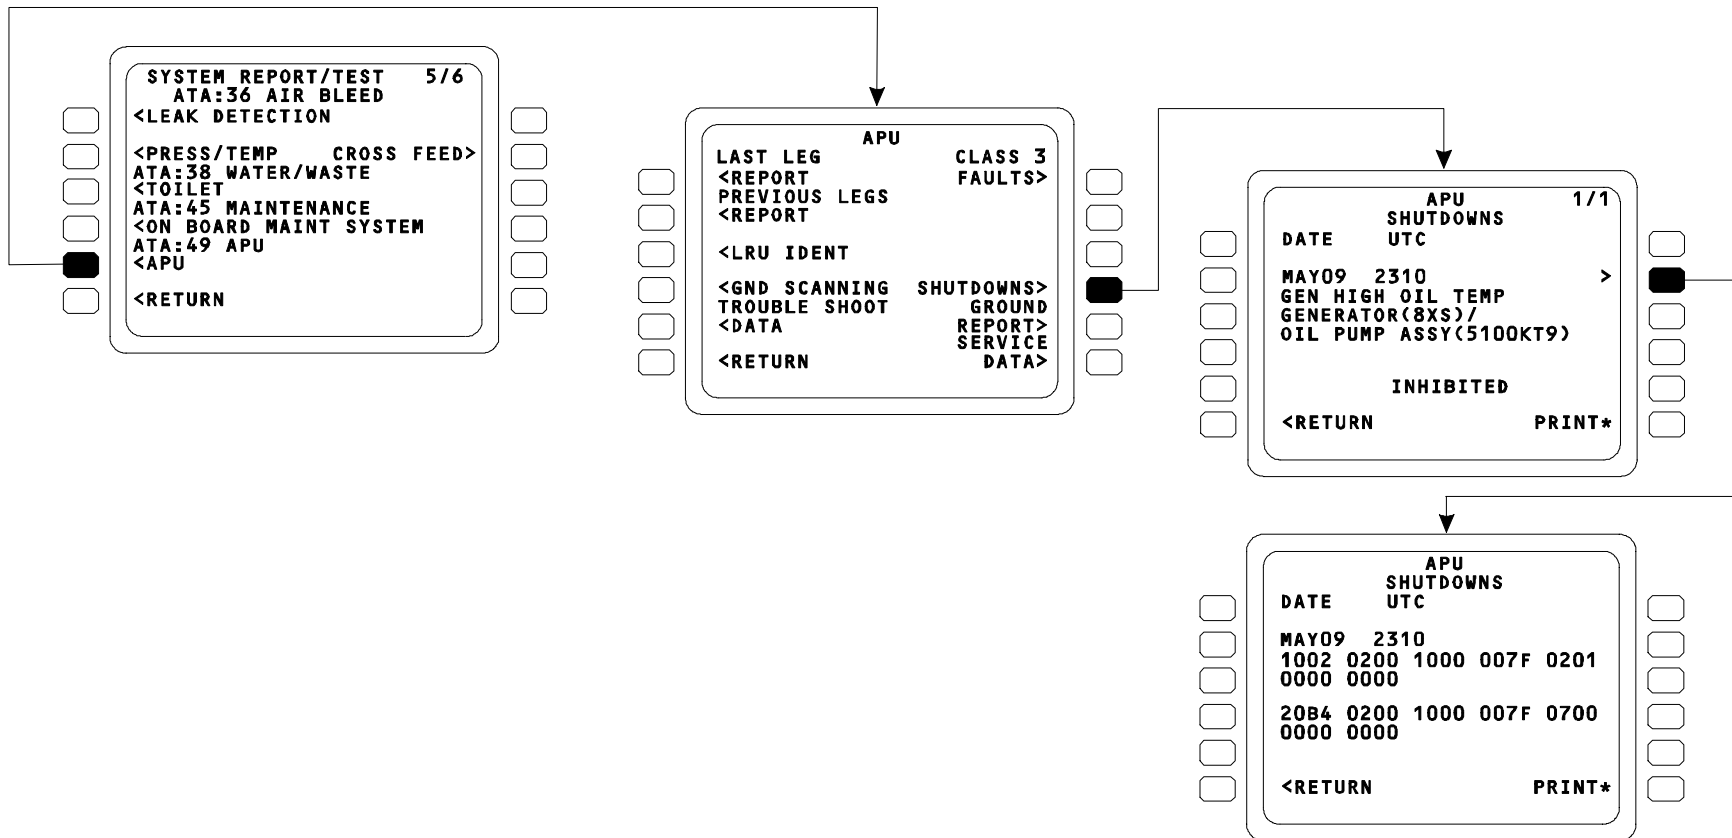 SYSTEM REPORT/TEST 5/6
ATA:36 AIR BLEED
<LEAK DETECTION
<PRESS/TEMP CROSS FEED>
ATA:38 WATER/WASTE
<TOILET
ATA:45 MAINTENANCE
<ON BOARD MAINT SYSTEM
ATA:49 APU
<APU
<RETURN
APU
LAST LEG CLASS 3
<REPORT FAULTS>
PREVIOUS LEGS
<REPORT
<LRU IDENT
<GND SCANNING SHUTDOWNS>
TROUBLE SHOOT GROUND
<DATA REPORT>
SERVICE
<RETURN DATA>
APU 1/1
SHUTDOWNS
DATE UTC
MAY09 2310 >
GEN HIGH OIL TEMP
GENERATOR(8XS)/
OIL PUMP ASSY(5100KT9)
INHIBITED
<RETURN PRINT*
APU
SHUTDOWNS
DATE UTC
MAY09 2310
1002 0200 1000 007F 0201
0000 0000
20B4 0200 1000 007F 0700
0000 0000
<RETURN PRINT*